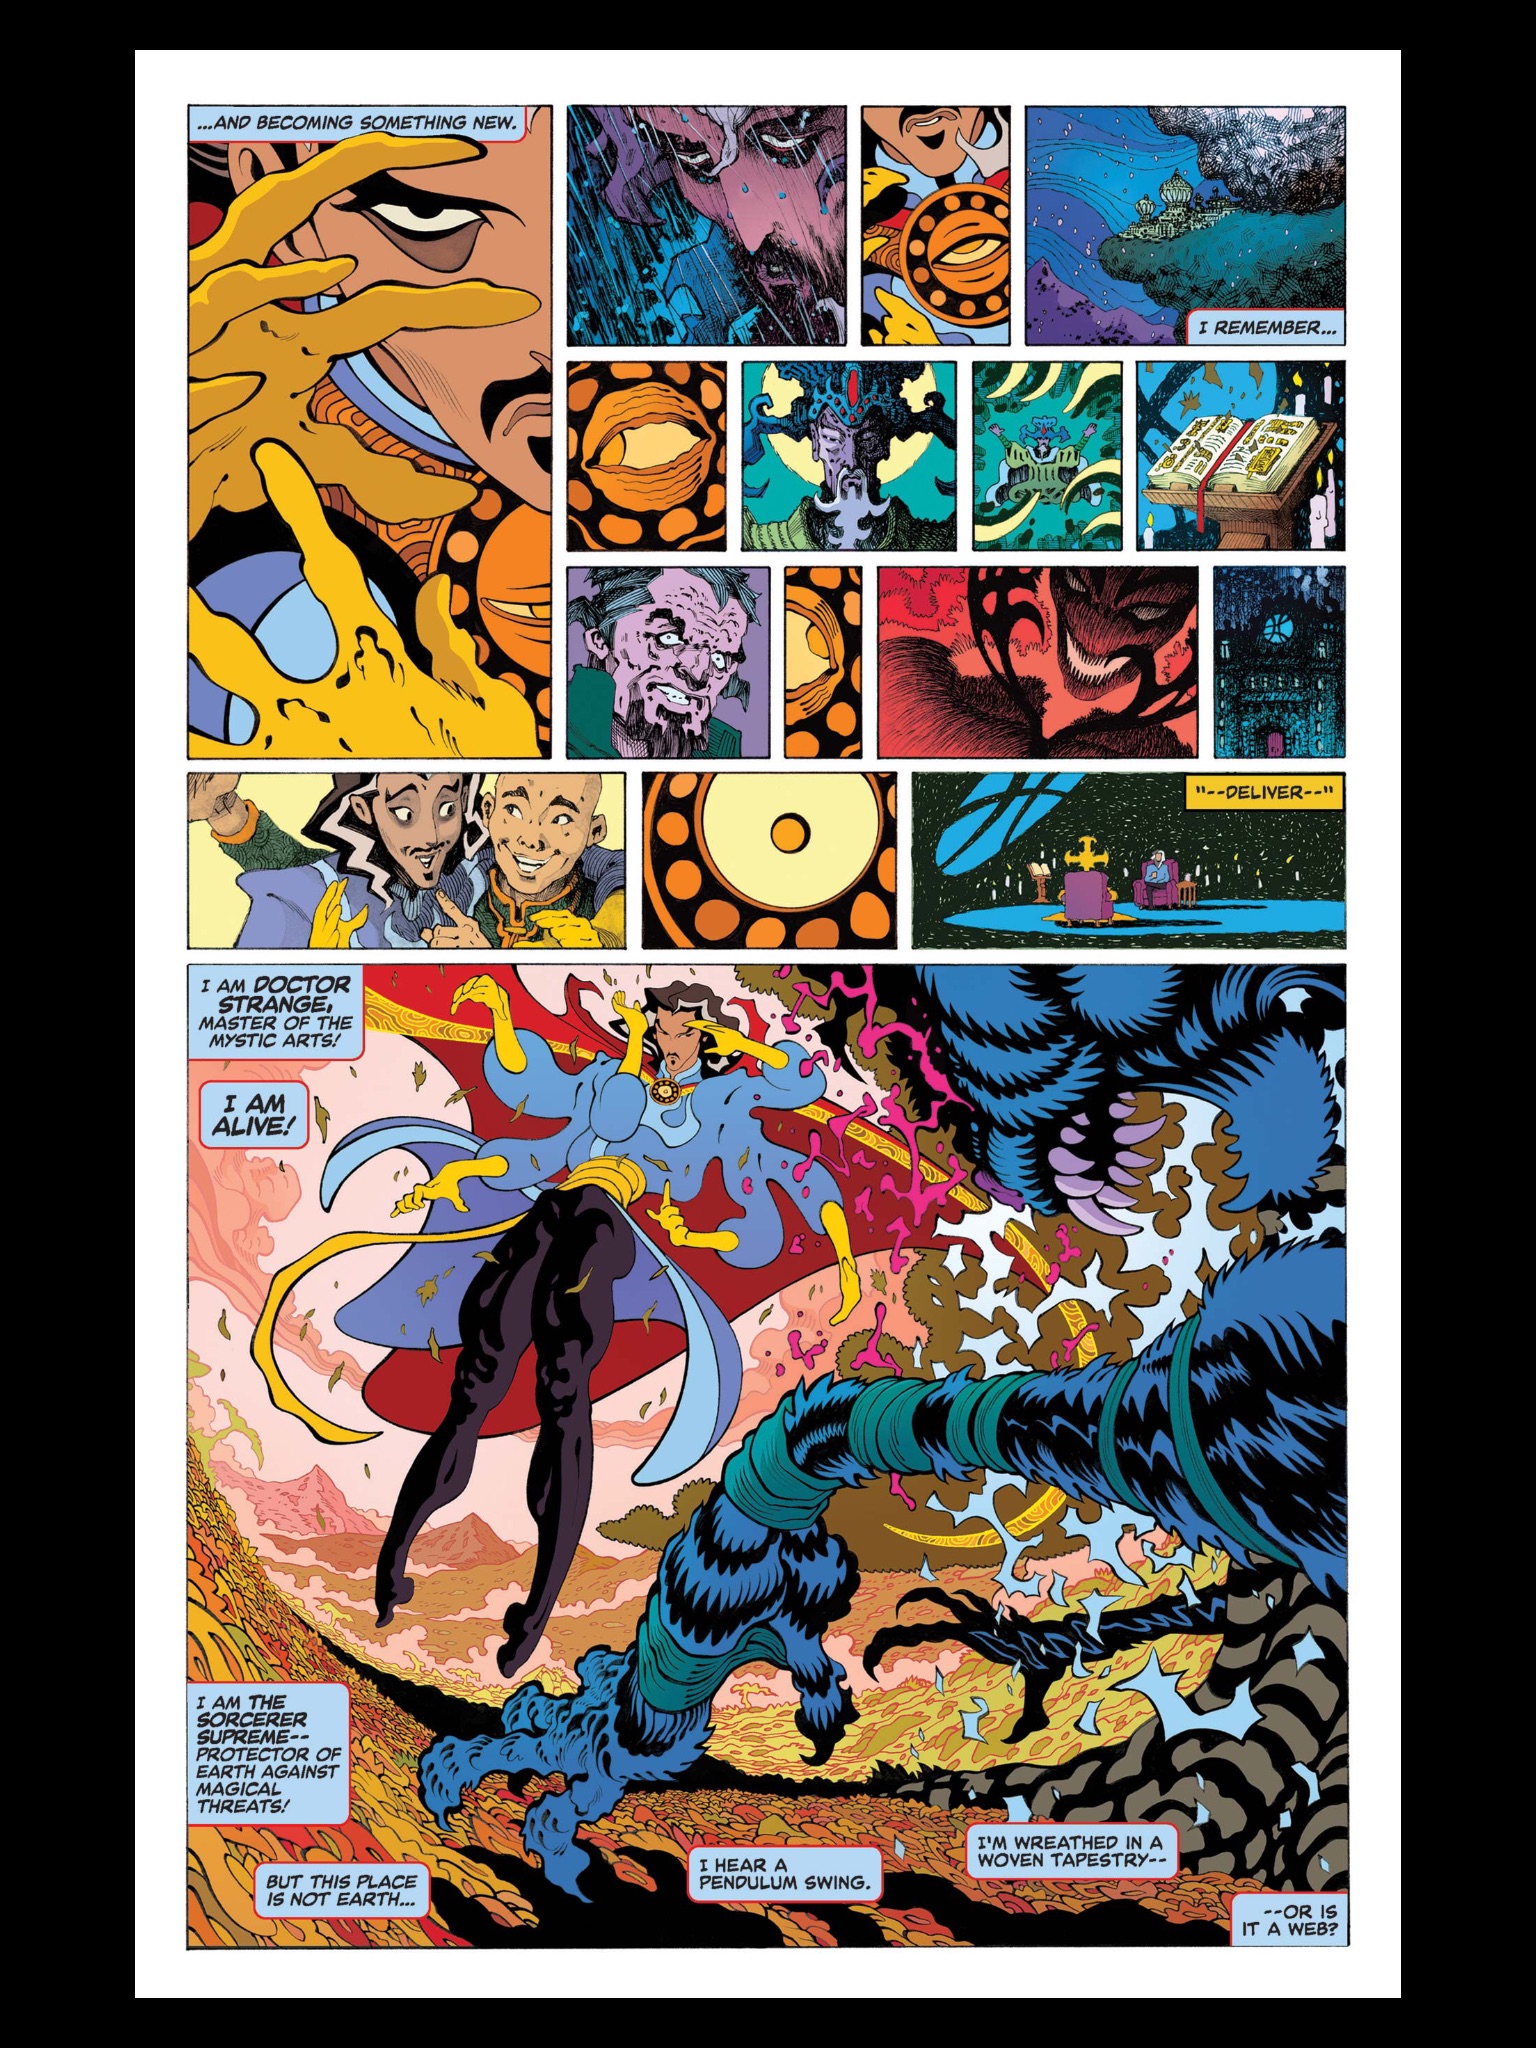 ...AND BECOMING SOMETHING NEW.
I REMEMBER...
"--DELIVER--"
I AM DOCTOR
STRANGE,
MASTER OF THE
MYSTIC ARTS!
I AM
ALIVE!
I AM THE
SORCERER
SUPREME--
PROTECTOR OF
EARTH AGAINST
MAGICAL
THREATS!
BUT THIS PLACE
IS NOT EARTH...
I HEAR A
PENDULUM SWING.
I'M WREATHED IN A
WOVEN TAPESTRY--
--OR IS
IT A WEB?